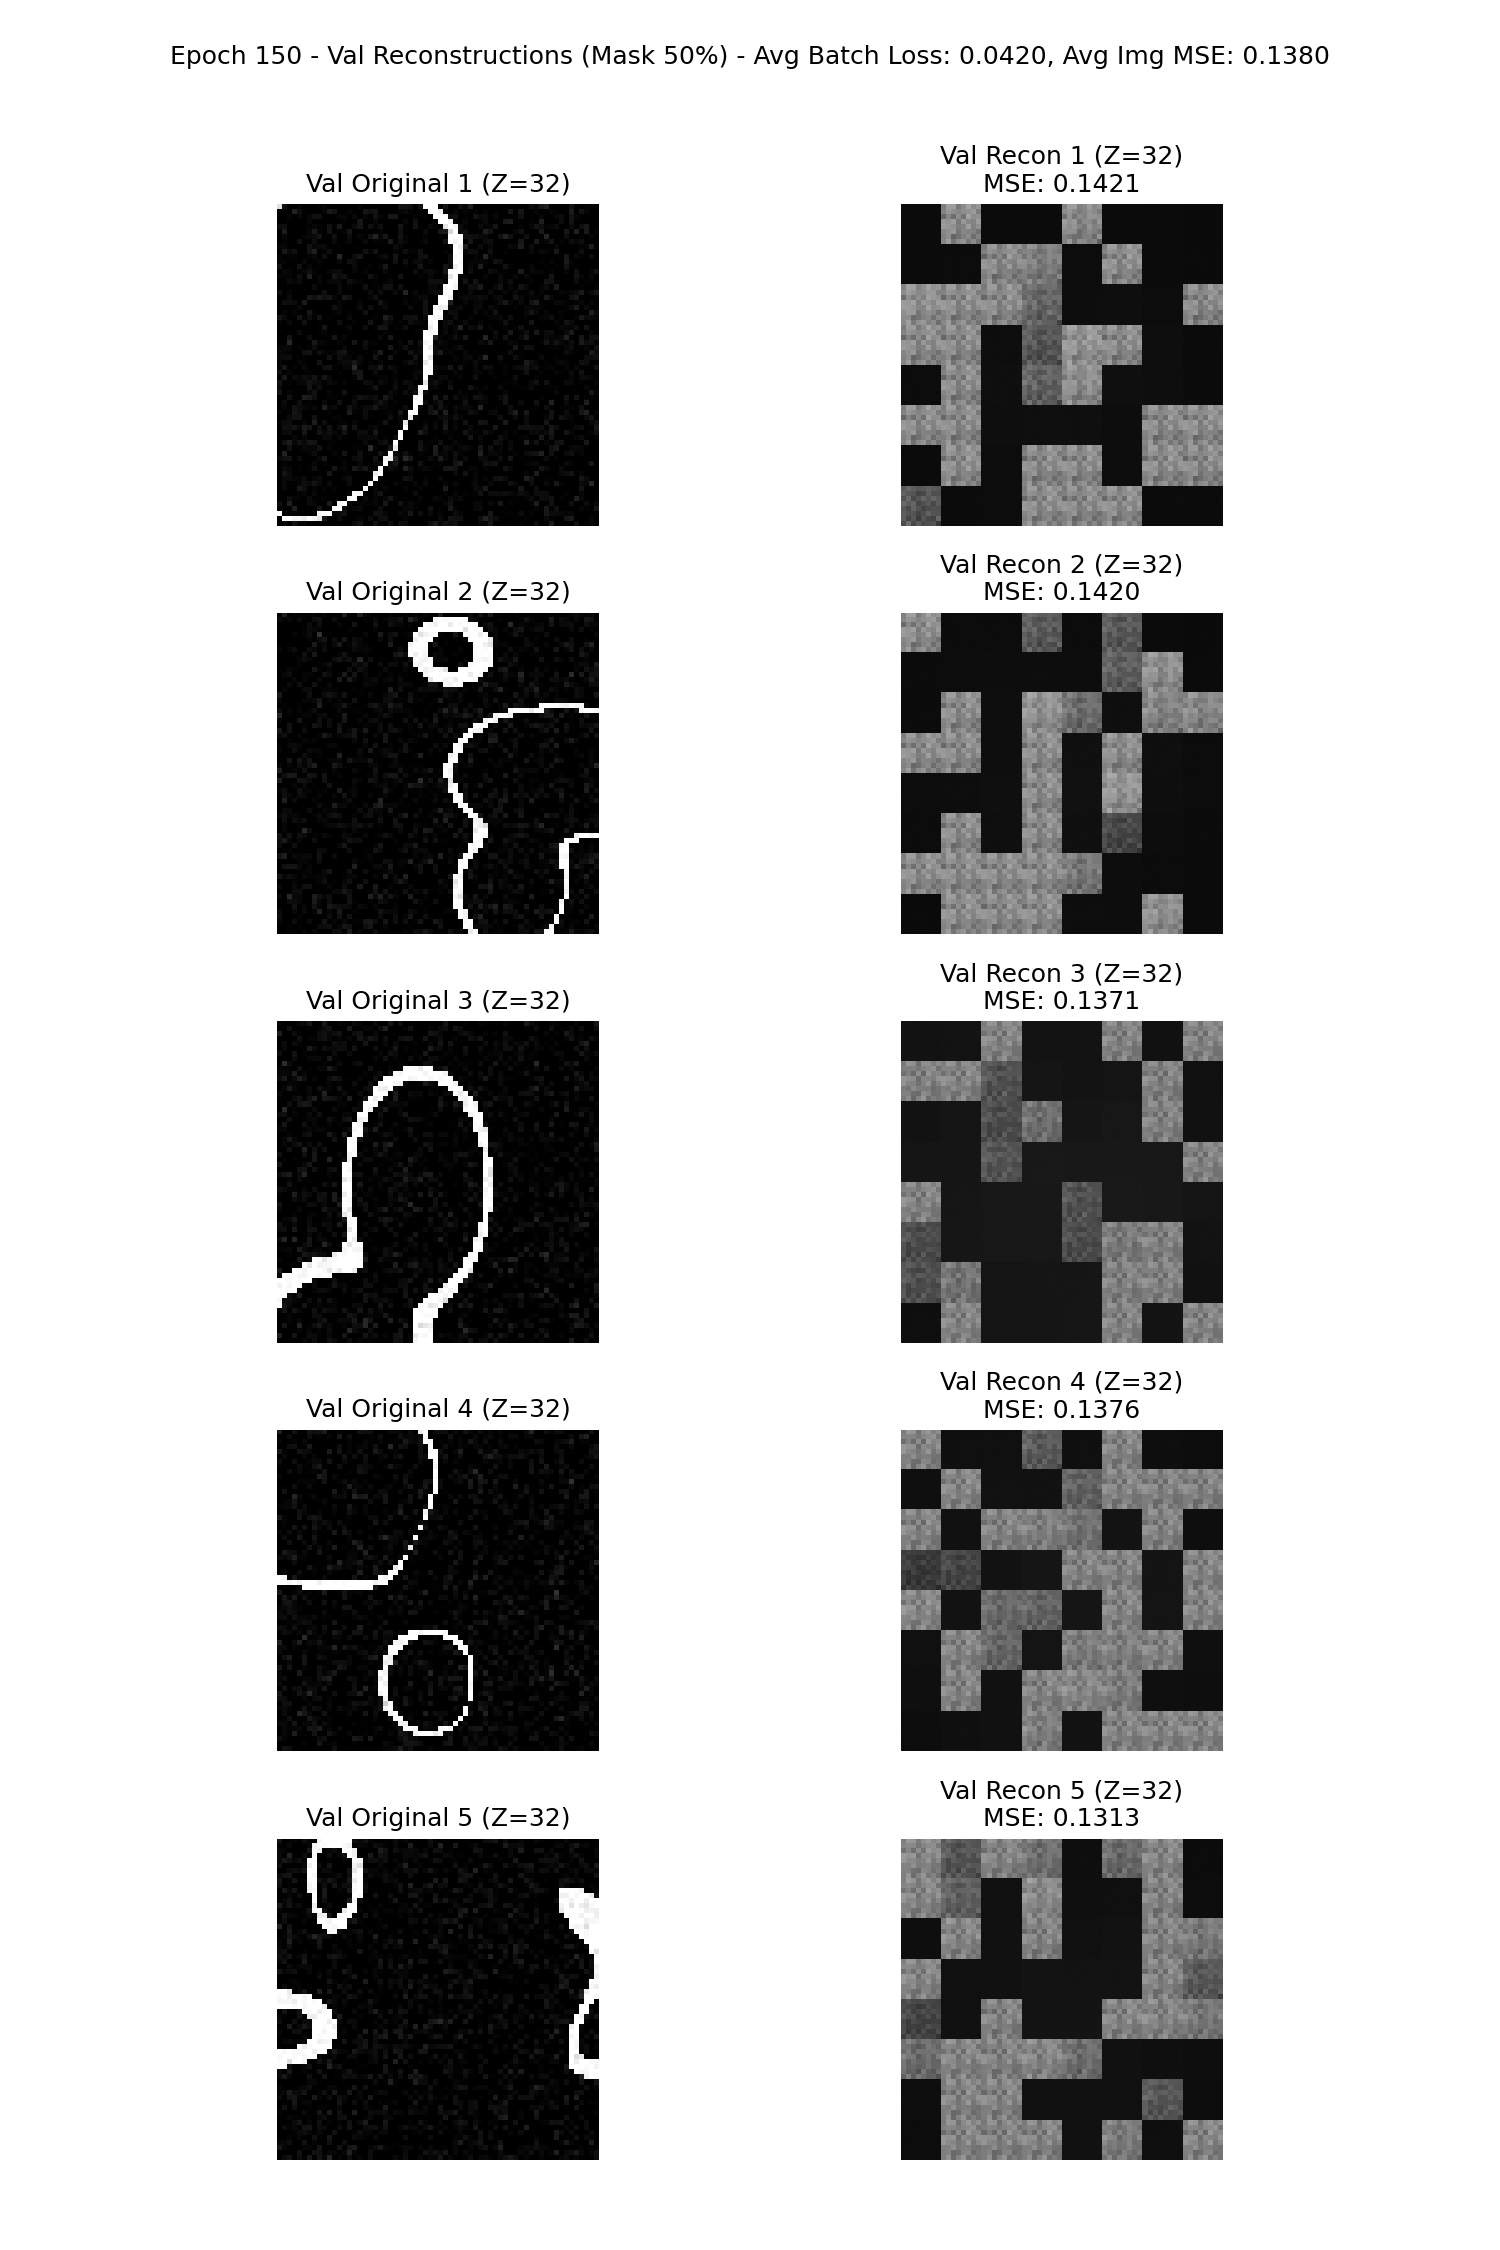 Epoch 150 - Val Reconstructions (Mask 50%) - Avg Batch Loss: 0.0420, Avg Img MSE: 0.1380
Val Original 1 (Z=32)
Val Recon 1 (Z=32)
MSE: 0.1421
Val Original 2 (Z=32)
Val Recon 2 (Z=32)
MSE: 0.1420
Val Original 3 (Z=32)
Val Recon 3 (Z=32)
MSE: 0.1371
Val Original 4 (Z=32)
Val Recon 4 (Z=32)
MSE: 0.1376
Val Original 5 (Z=32)
Val Recon 5 (Z=32)
MSE: 0.1313